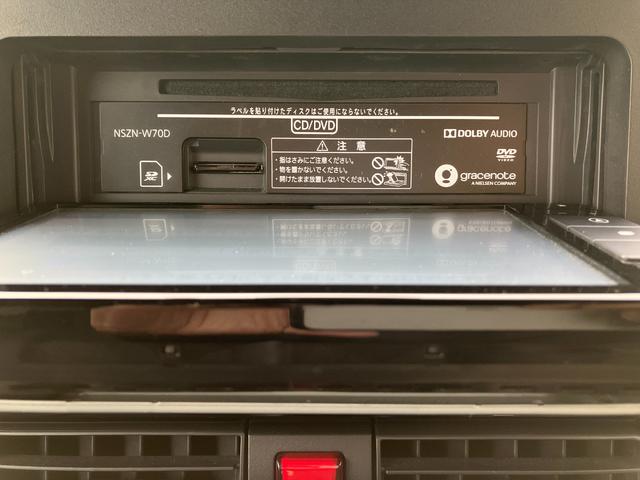 ラベルを貼り付けたディスクはご使用にならないでください。
CD/DVD
NSZN-W70D
DOLBY AUDIO
注意
・指はさみにご注意ください。
・物を置かないでください。
・開けたまま放置しないでください。
DVD
VIDEO
SD
XC
gracenote
A NIELSEN COMPANY